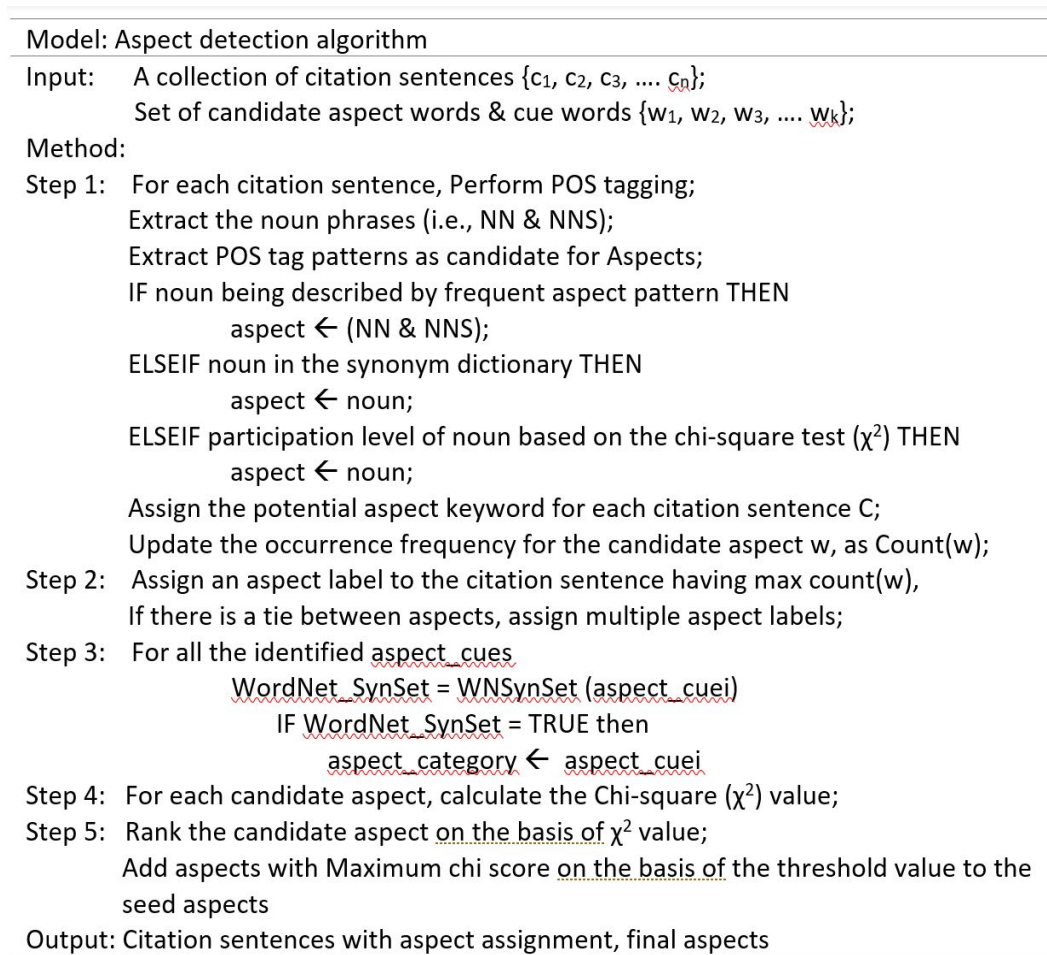 Model: Aspect detection algorithm
Input: A collection of citation sentences {c₁, c₂, c₃, .... cₙ};
Set of candidate aspect words & cue words {w₁, w₂, w₃, .... wₖ};
Method:
Step 1: For each citation sentence, Perform POS tagging;
Extract the noun phrases (i.e., NN & NNS);
Extract POS tag patterns as candidate for Aspects;
IF noun being described by frequent aspect pattern THEN
aspect ← (NN & NNS);
ELSEIF noun in the synonym dictionary THEN
aspect ← noun;
ELSEIF participation level of noun based on the chi-square test (χ²) THEN
aspect ← noun;
Assign the potential aspect keyword for each citation sentence C;
Update the occurrence frequency for the candidate aspect w, as Count(w);
Step 2: Assign an aspect label to the citation sentence having max count(w),
If there is a tie between aspects, assign multiple aspect labels;
Step 3: For all the identified aspect_cues
WordNet_SynSet = WNSynSet (aspect_cuei)
IF WordNet_SynSet = TRUE then
aspect_category ← aspect_cuei
Step 4: For each candidate aspect, calculate the Chi-square (χ²) value;
Step 5: Rank the candidate aspect on the basis of χ² value;
Add aspects with Maximum chi score on the basis of the threshold value to the
seed aspects
Output: Citation sentences with aspect assignment, final aspects